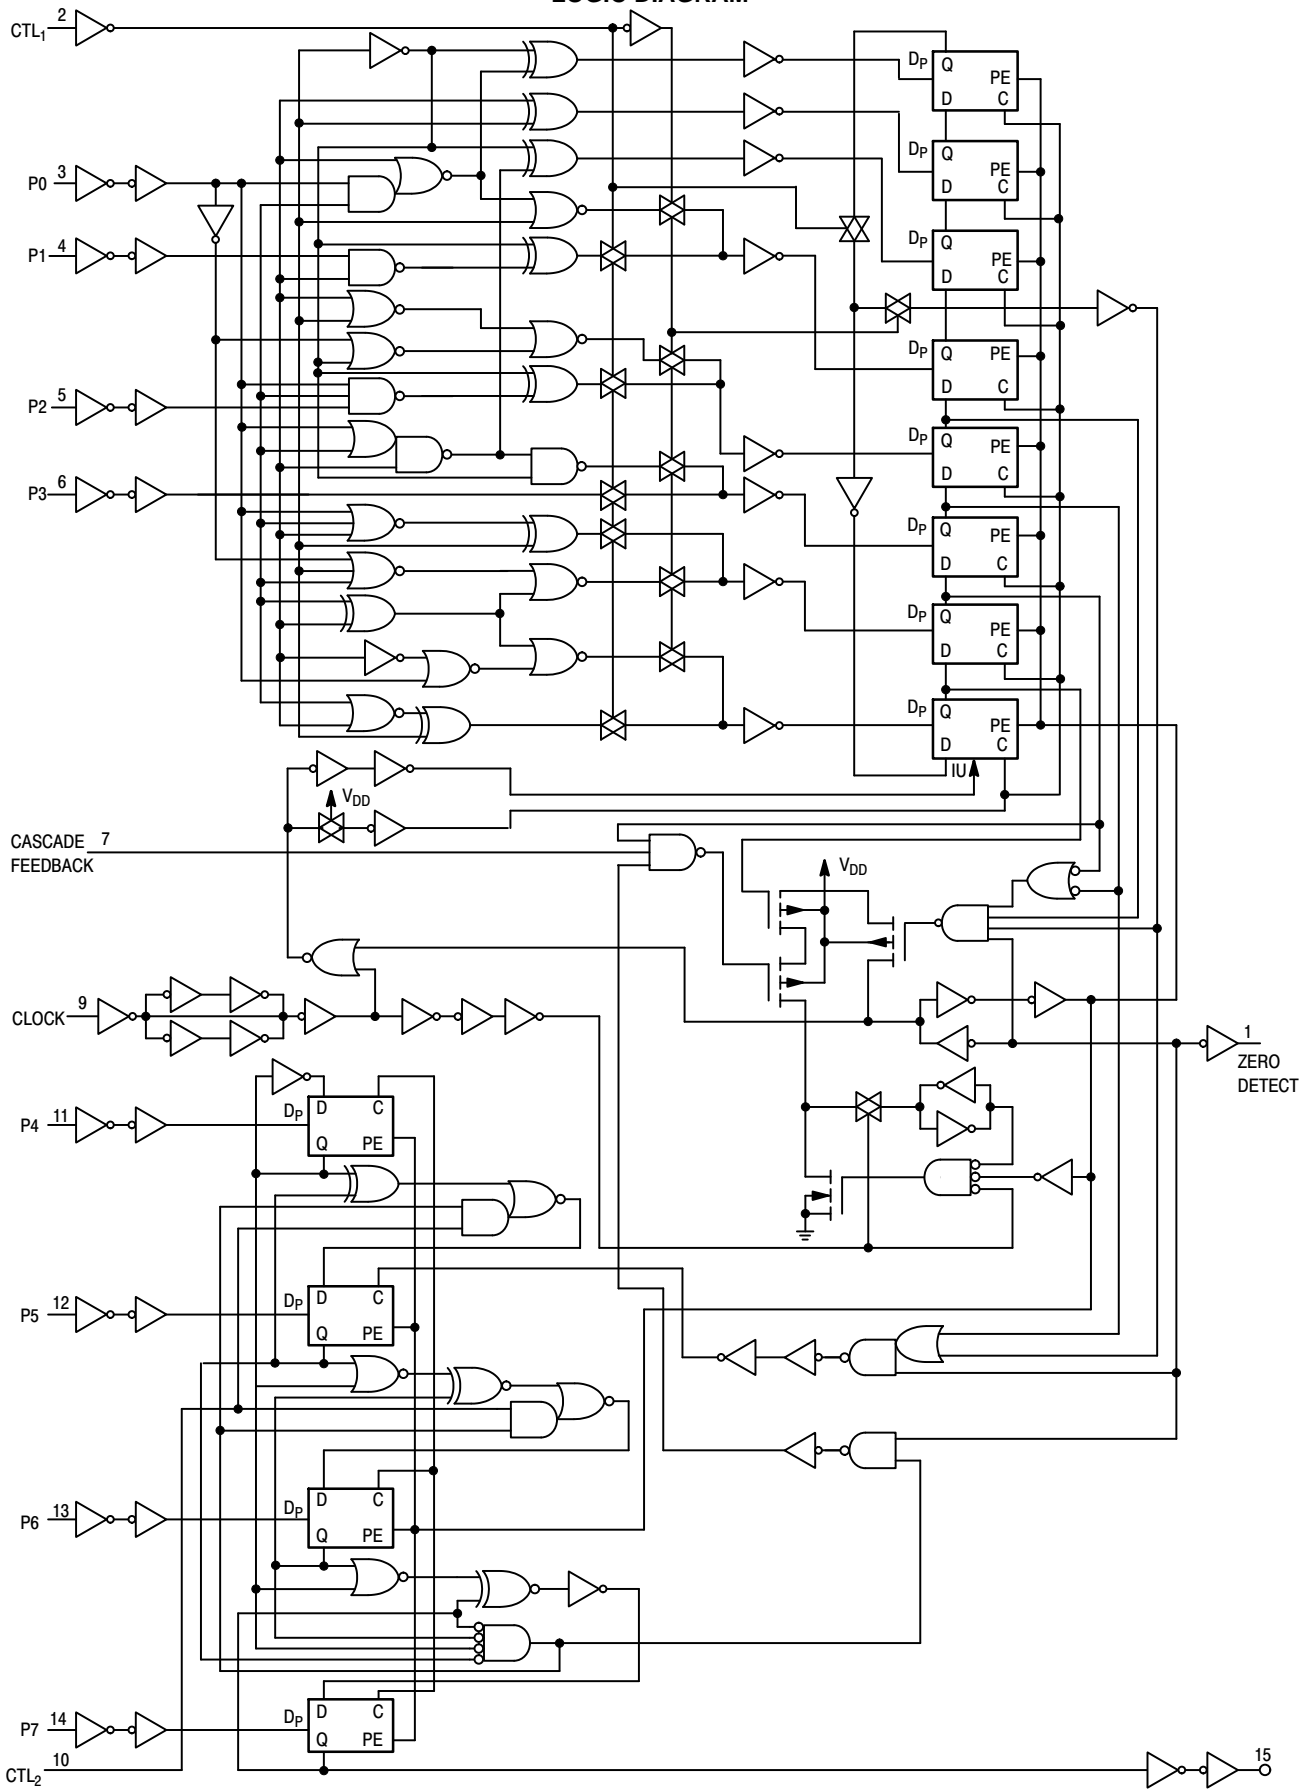 LOGIC DIAGRAM
CTL1 2
P0 3
P1 4
P2 5
P3 6
DP Q PE
D C
DP Q PE
D C
DP Q PE
D C
DP Q PE
D C
DP Q PE
D C
DP Q PE
D C
DP Q PE
D C
DP Q PE
D C
IU
VDD
CASCADE 7
FEEDBACK
VDD
CLOCK 9
1
ZERO
DETECT
P4 11
DP D C
Q PE
P5 12
DP D C
Q PE
P6 13
DP D C
Q PE
P7 14
DP D C
Q PE
CTL2 10
15